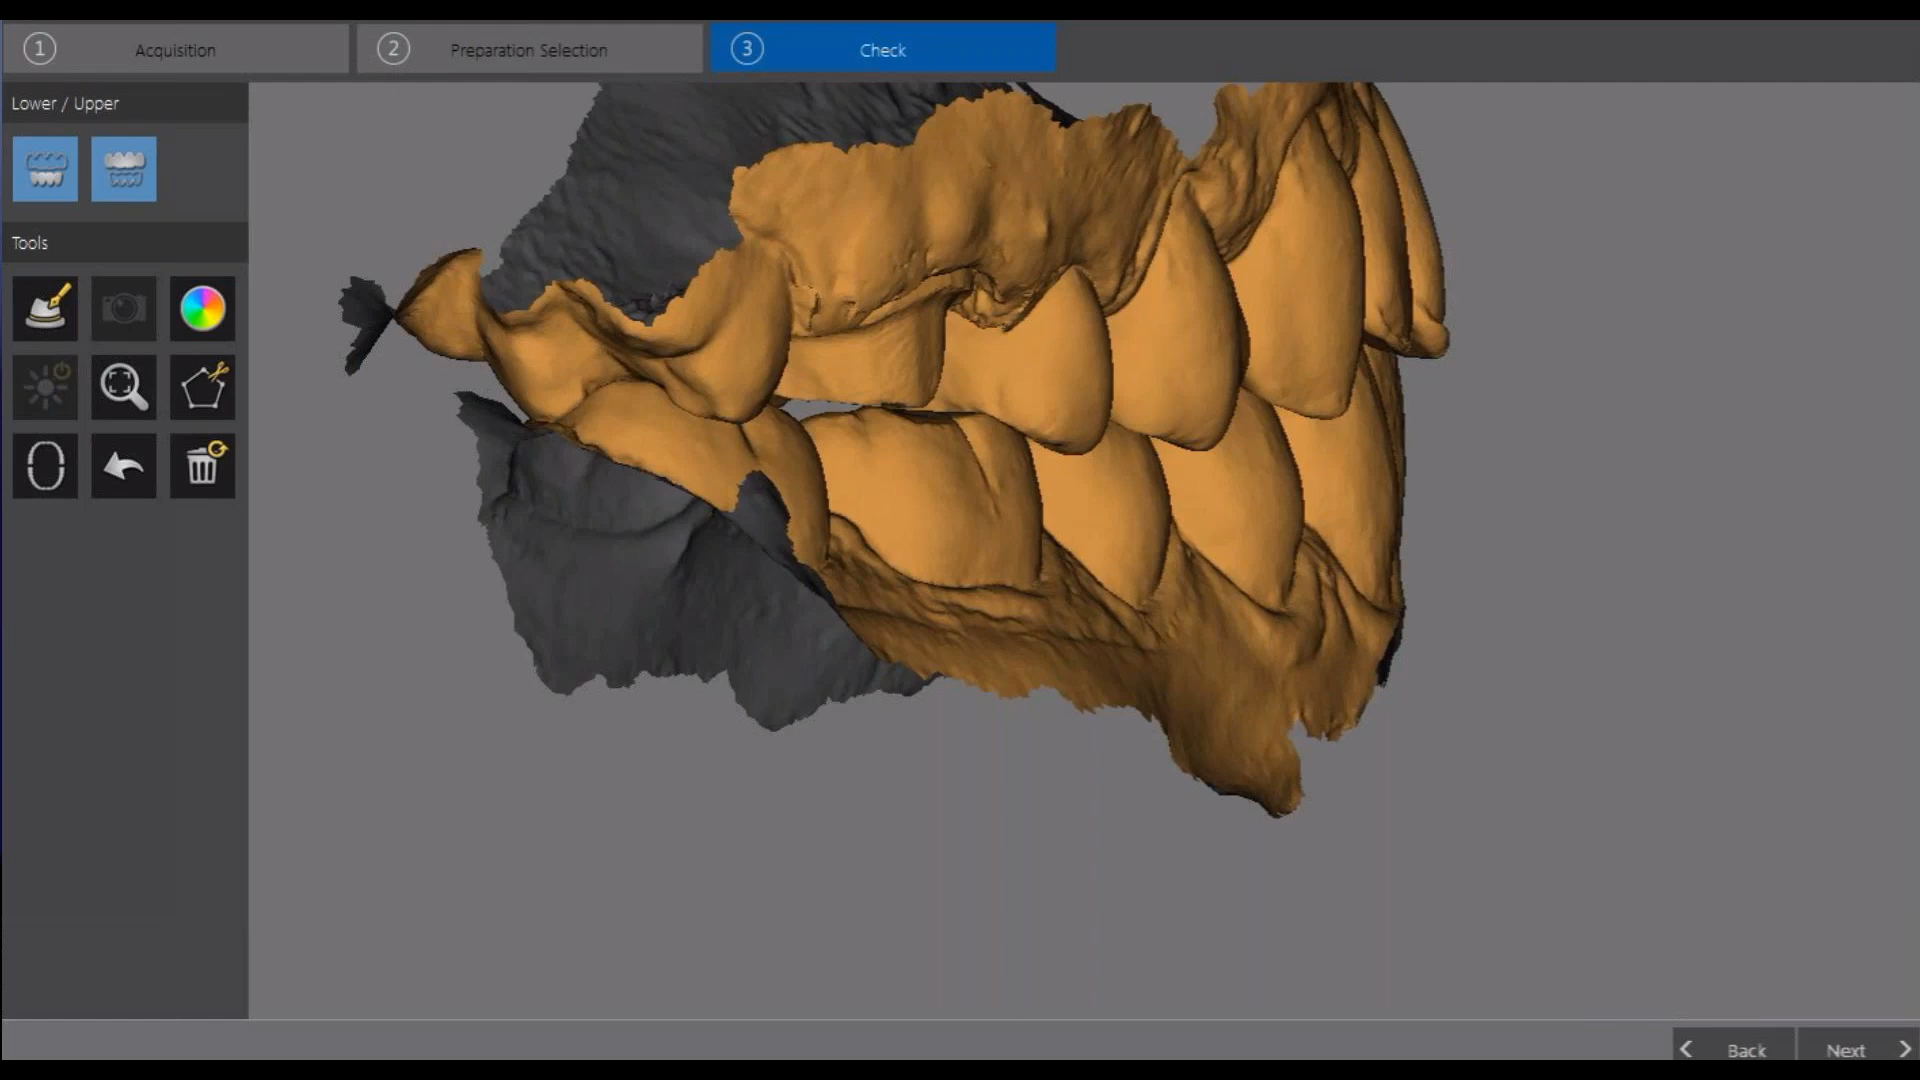 1 Acquisition
2 Preparation Selection
3 Check
Lower / Upper
Tools
Back
Next